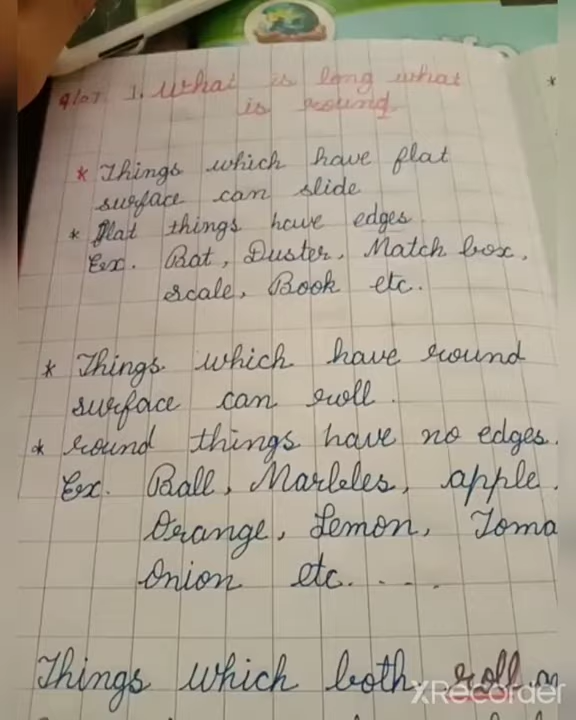 1. What is long what
is round
* Things which have flat
surface can slide
* flat things have edges
Ex. Bat, Duster, Match box,
scale, Book etc.
* Things which have round
surface can roll.
* round things have no edges.
Ex. Ball, Marbles, apple.
Orange, Lemon, Toma
Onion etc....
Things which both roll
XRecorder